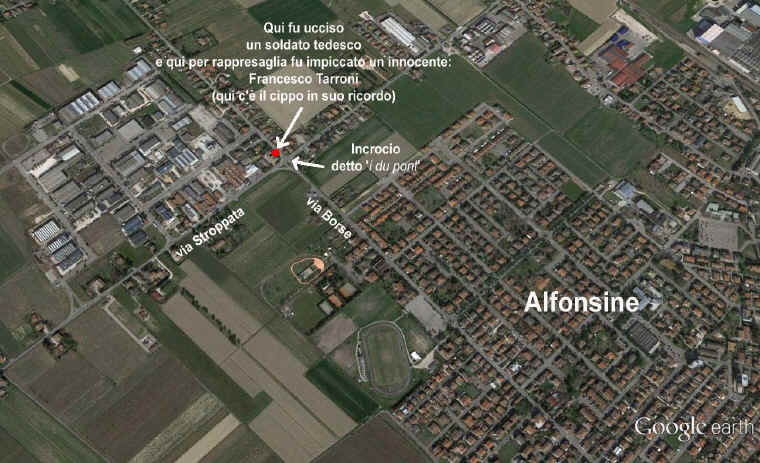 Qui fu ucciso
un soldato tedesco
e qui per rappresaglia fu impiccato un innocente:
Francesco Tarroni
(qui c'è il cippo in suo ricordo)
Incrocio
detto 'i du pont'
via Borse
via Stroppata
Alfonsine
Google earth